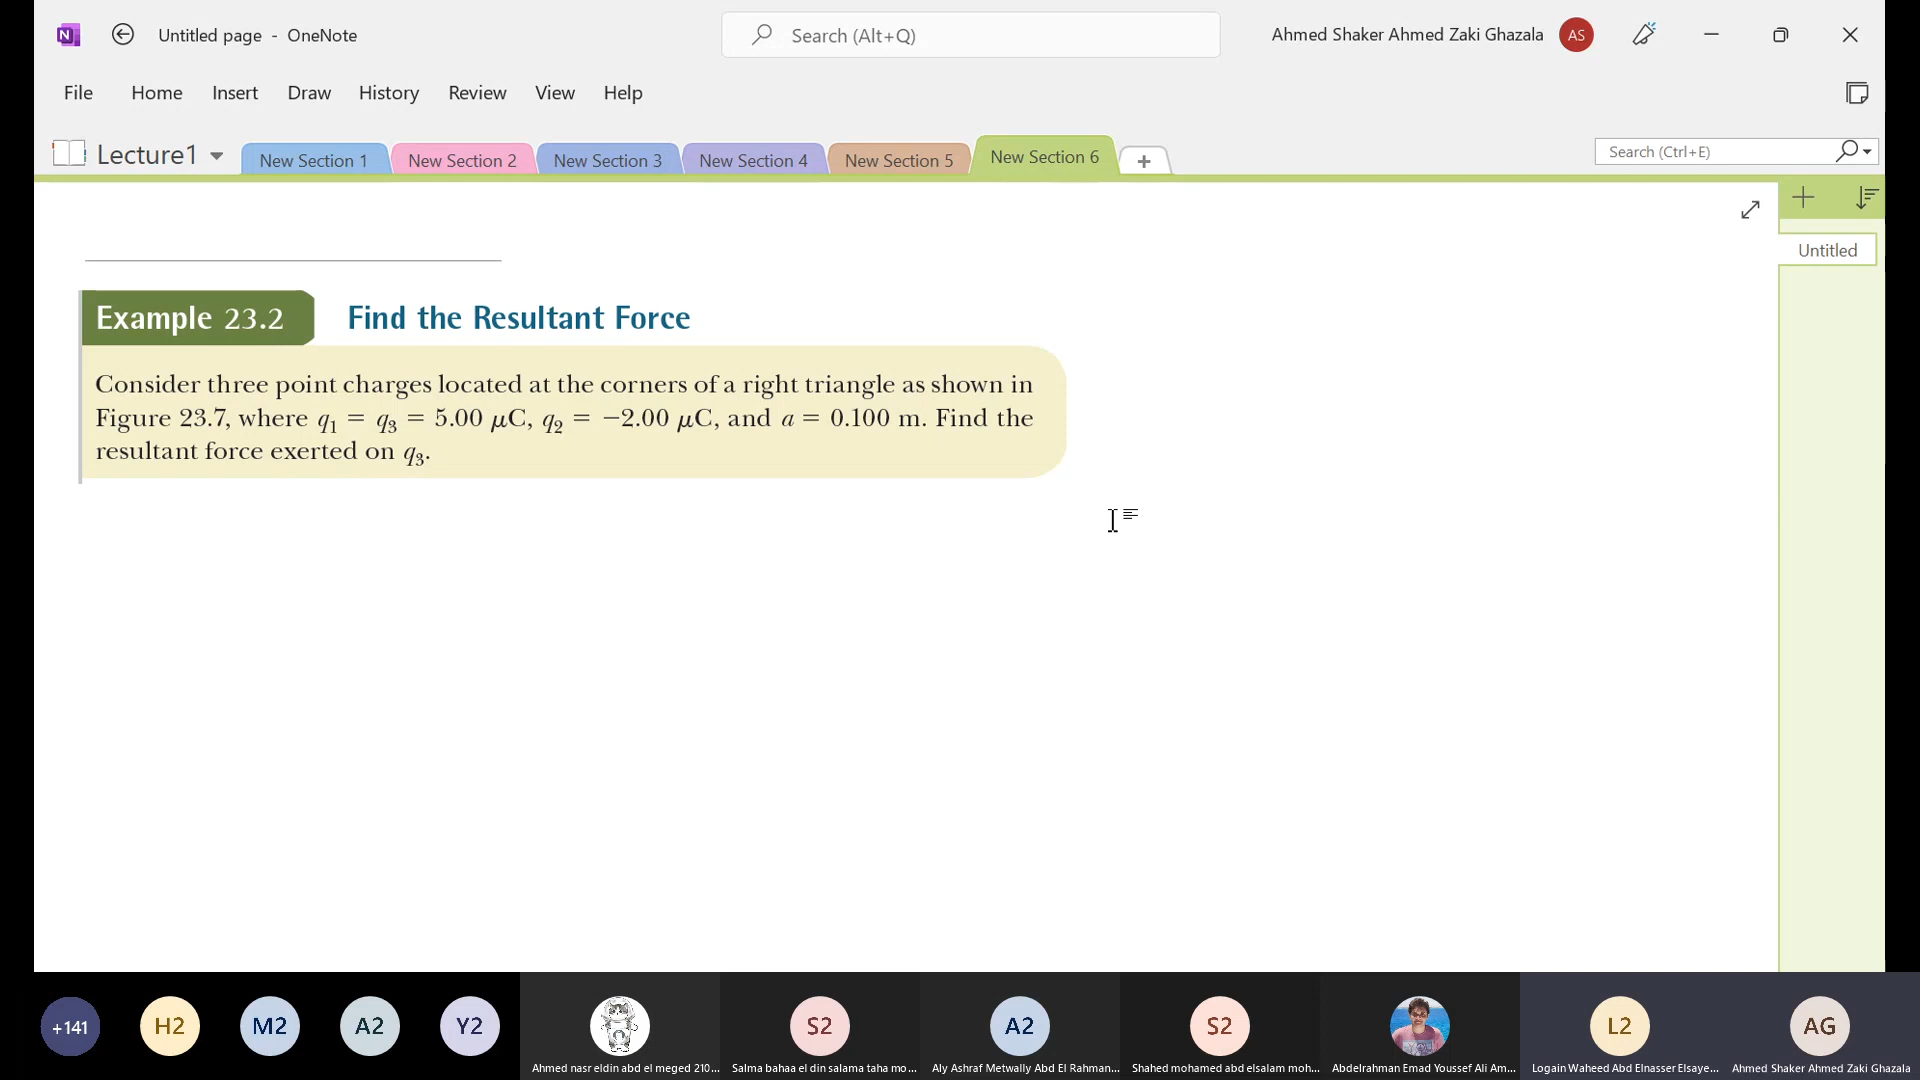 Untitled page - OneNote
Search (Alt+Q)
Ahmed Shaker Ahmed Zaki Ghazala
AS
File Home Insert Draw History Review View Help
Lecture1
New Section 1
New Section 2
New Section 3
New Section 4
New Section 5
New Section 6
+
Search (Ctrl+E)
Untitled
Example 23.2 Find the Resultant Force
Consider three point charges located at the corners of a right triangle as shown in
Figure 23.7, where q₁ = q₃ = 5.00 μC, q₂ = −2.00 μC, and a = 0.100 m. Find the
resultant force exerted on q₃.
+141
H2
M2
A2
Y2
S2
A2
S2
L2
AG
Ahmed nasr eldin abd el meged 210...
Salma bahaa el din salama taha mo...
Aly Ashraf Metwally Abd El Rahman...
Shahed mohamed abd elsalam moh...
Abdelrahman Emad Youssef Ali Am...
Logain Waheed Abd Elnasser Elsaye...
Ahmed Shaker Ahmed Zaki Ghazala